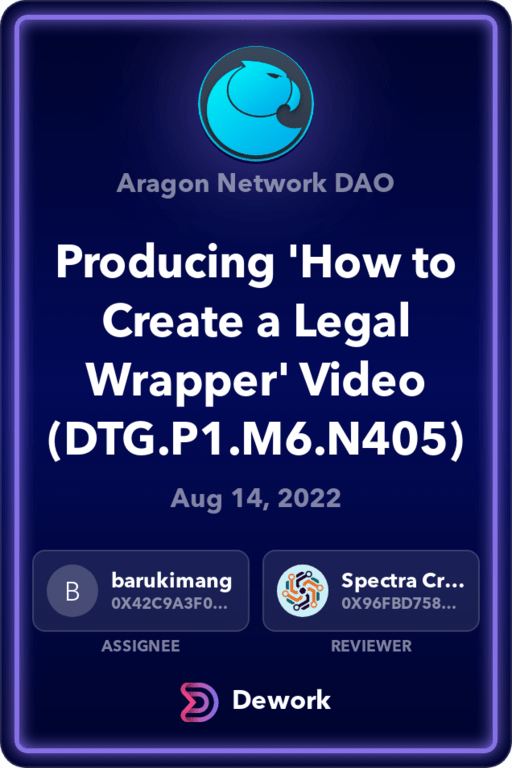 Aragon Network DAO
Producing 'How to
Create a Legal
Wrapper' Video
(DTG.P1.M6.N405)
Aug 14, 2022
B
barukimang
0X42C9A3F0...
Spectra Cr...
0X96FBD758...
ASSIGNEE
REVIEWER
Dework